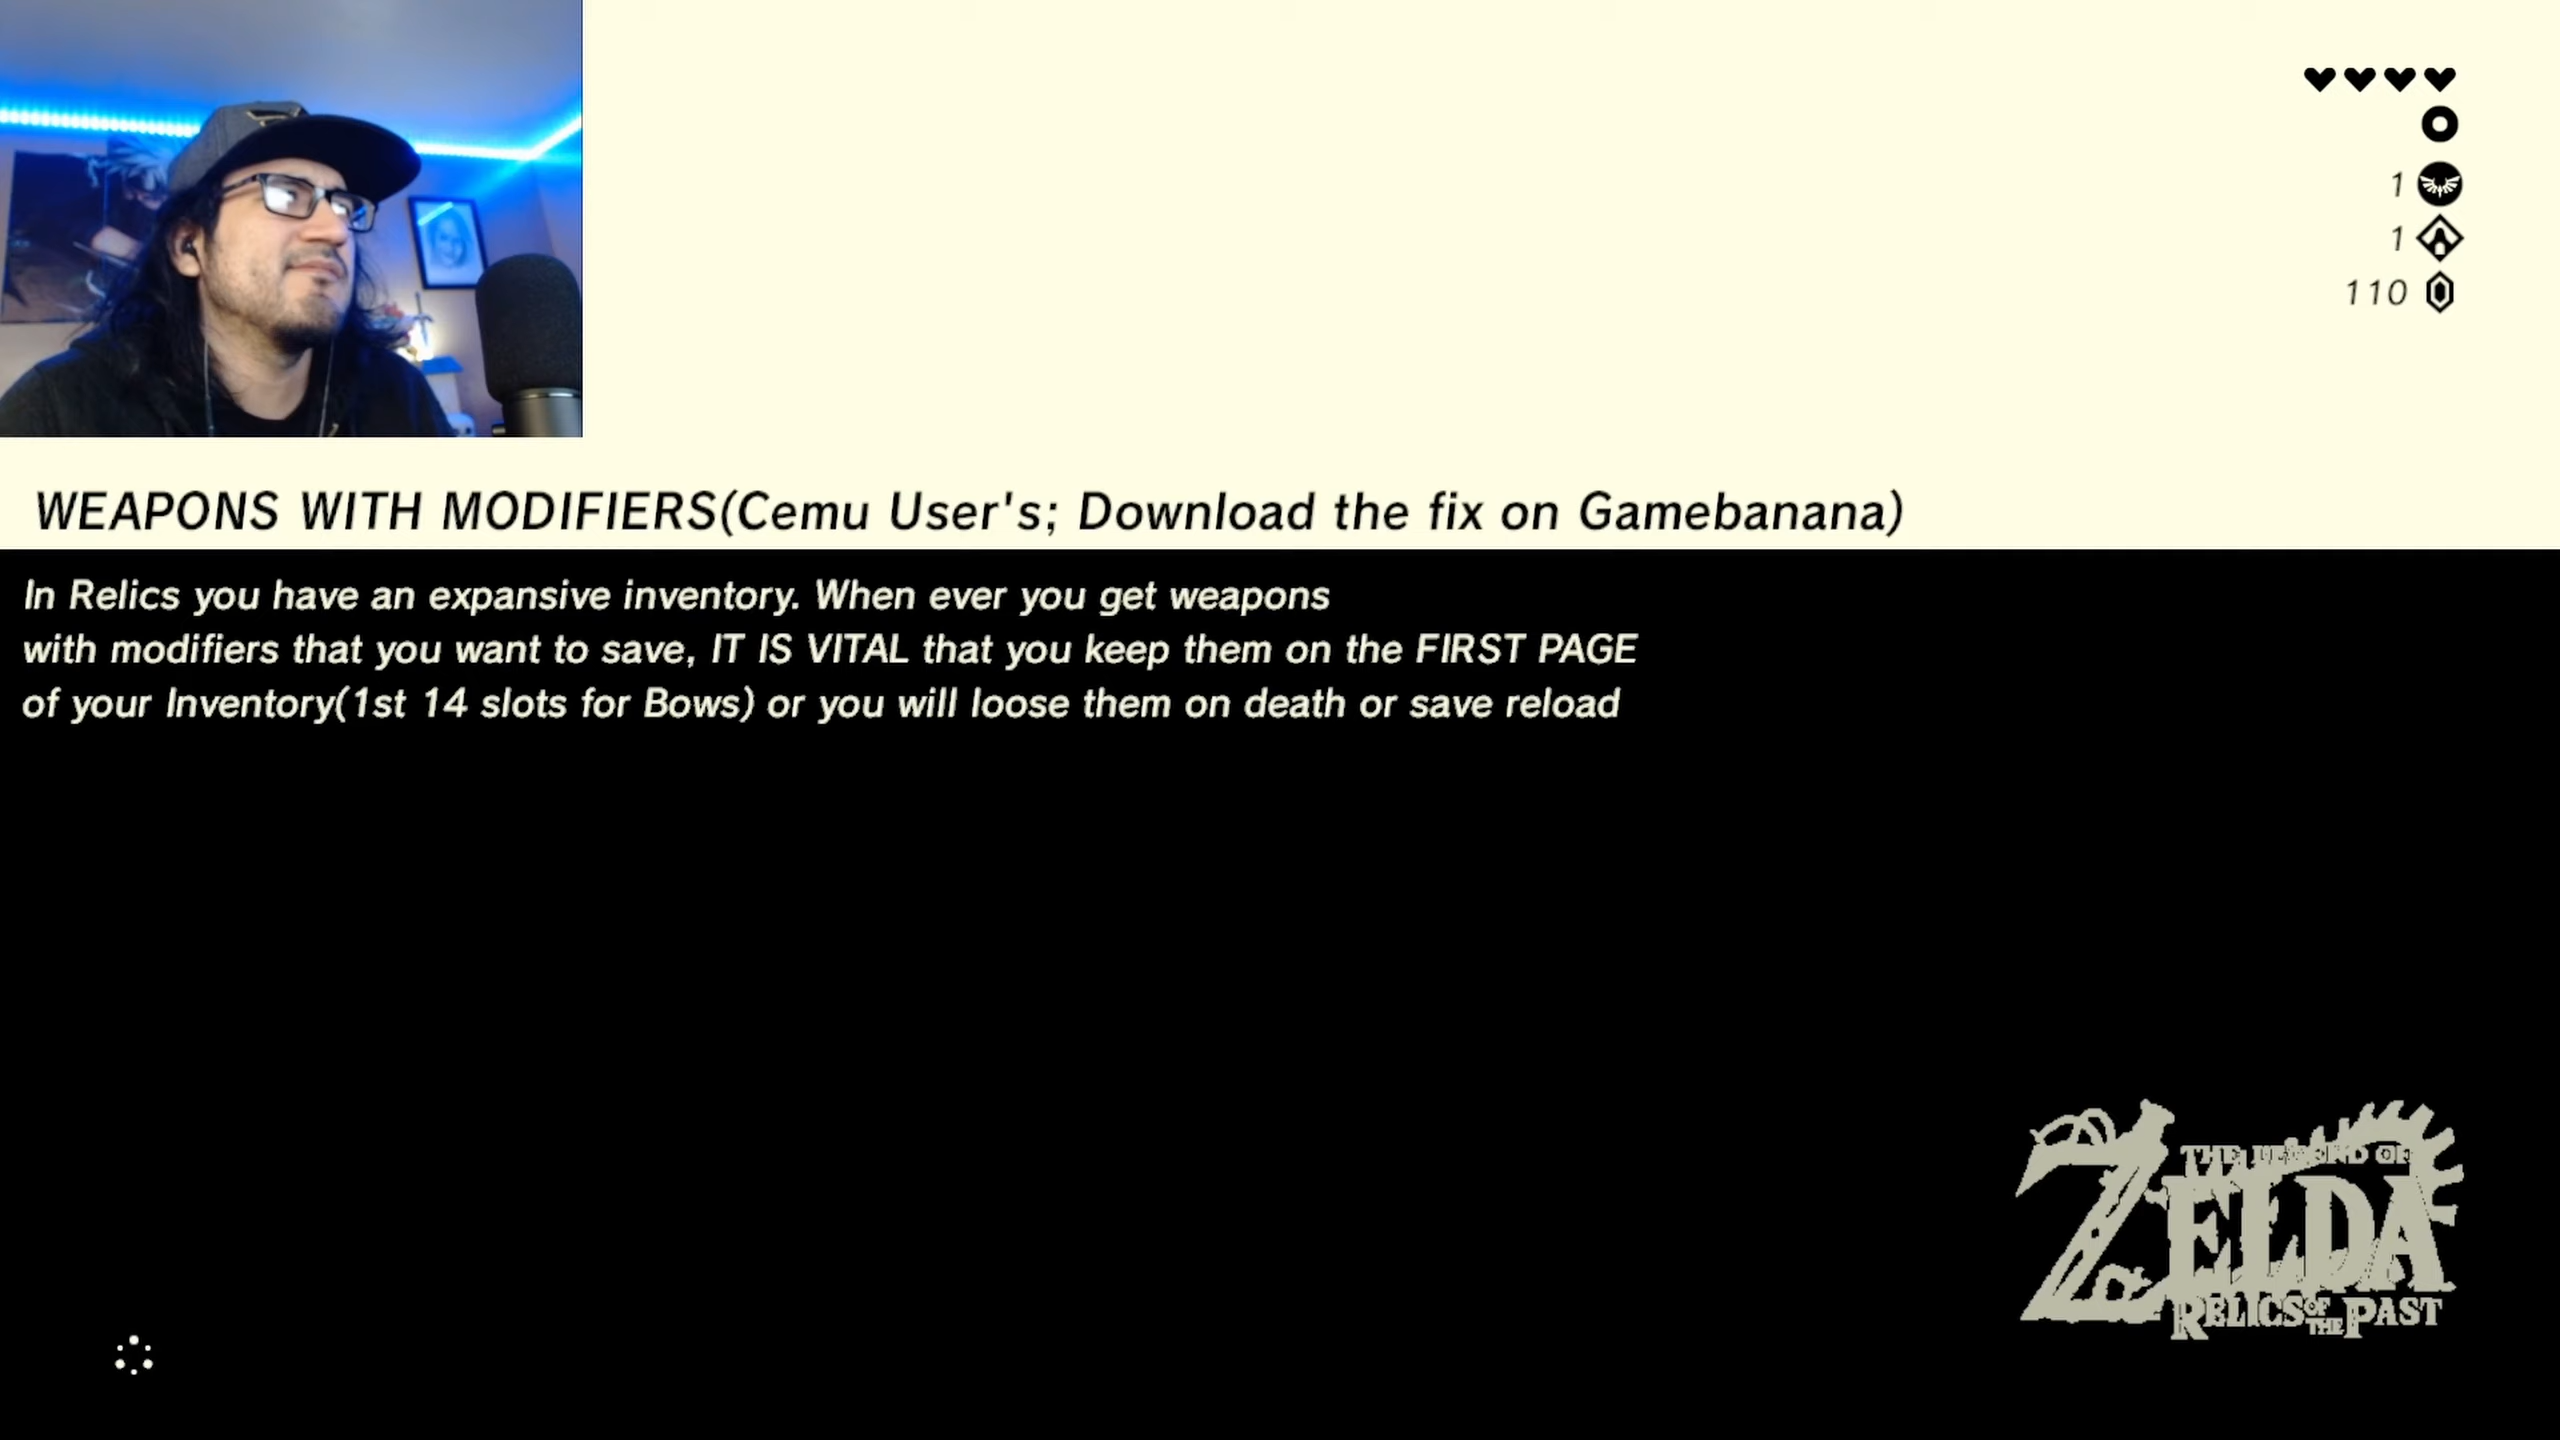 1
1
110
WEAPONS WITH MODIFIERS(Cemu User's; Download the fix on Gamebanana)
In Relics you have an expansive inventory. When ever you get weapons
with modifiers that you want to save, IT IS VITAL that you keep them on the FIRST PAGE
of your Inventory(1st 14 slots for Bows) or you will loose them on death or save reload
THE LEGEND OF
ZELDA
RELICS OF THE PAST